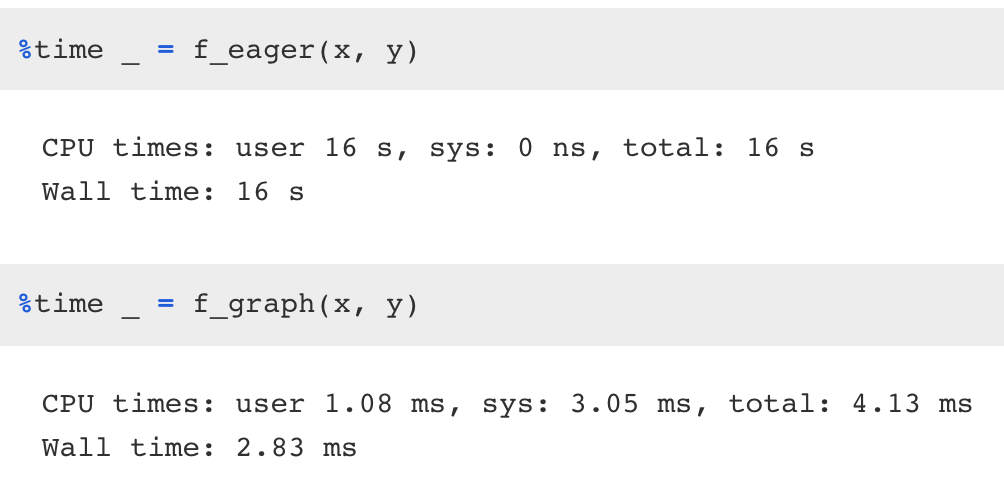 %time _ = f_eager(x, y)
CPU times: user 16 s, sys: 0 ns, total: 16 s
Wall time: 16 s
%time _ = f_graph(x, y)
CPU times: user 1.08 ms, sys: 3.05 ms, total: 4.13 ms
Wall time: 2.83 ms